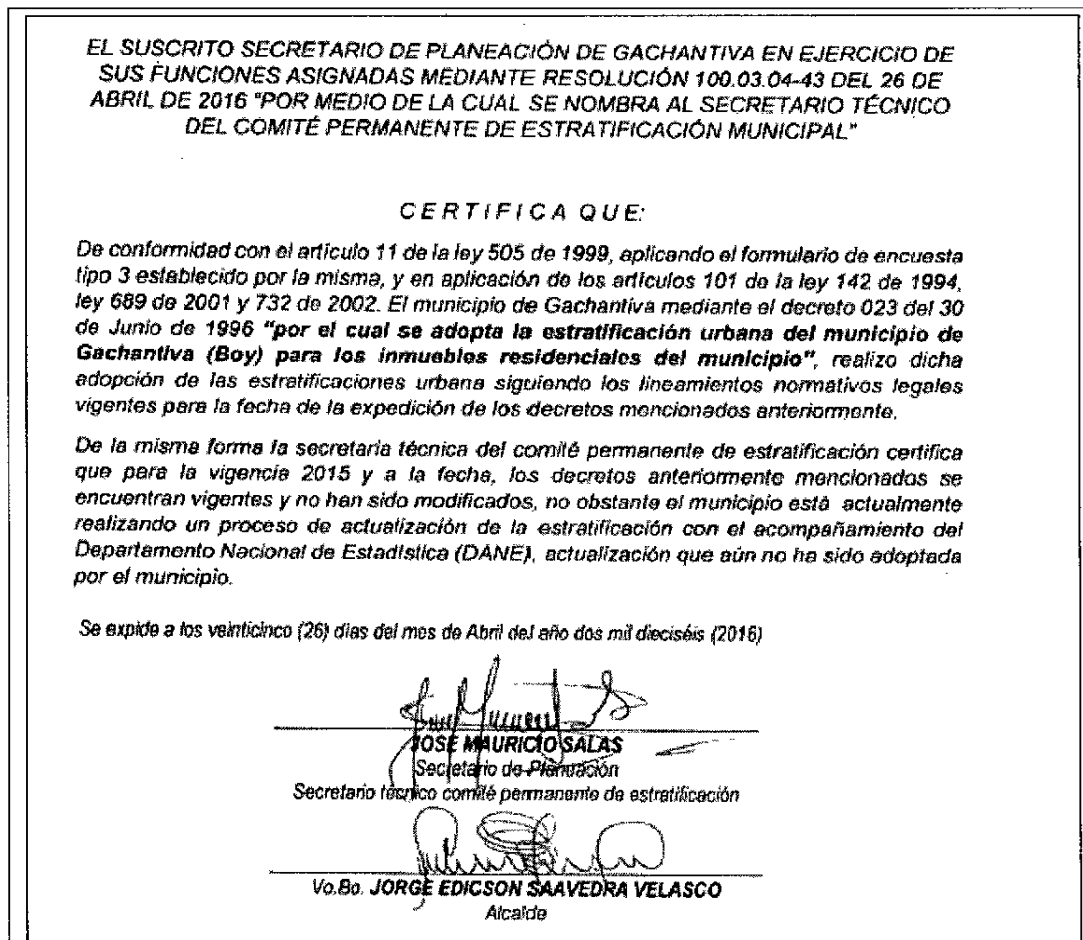 EL SUSCRITO SECRETARIO DE PLANEACIÓN DE GACHANTIVA EN EJERCICIO DE
SUS FUNCIONES ASIGNADAS MEDIANTE RESOLUCIÓN 100.03.04-43 DEL 26 DE
ABRIL DE 2016 "POR MEDIO DE LA CUAL SE NOMBRA AL SECRETARIO TÉCNICO
DEL COMITÉ PERMANENTE DE ESTRATIFICACIÓN MUNICIPAL"
CERTIFICA QUE:
De conformidad con el artículo 11 de la ley 505 de 1999, aplicando el formulario de encuesta
tipo 3 establecido por la misma, y en aplicación de los artículos 101 de la ley 142 de 1994,
ley 689 de 2001 y 732 de 2002. El municipio de Gachantiva mediante el decreto 023 del 30
de Junio de 1996 "por el cual se adopta la estratificación urbana del municipio de
Gachantiva (Boy) para los inmuebles residenciales del municipio", realizo dicha
adopción de las estratificaciones urbana siguiendo los lineamientos normativos legales
vigentes para la fecha de la expedición de los decretos mencionados anteriormente.
De la misma forma la secretaria técnica del comité permanente de estratificación certifica
que para la vigencia 2015 y a la fecha, los decretos anteriormente mencionados se
encuentran vigentes y no han sido modificados, no obstante el municipio está actualmente
realizando un proceso de actualización de la estratificación con el acompañamiento del
Departamento Nacional de Estadística (DANE), actualización que aún no ha sido adoptada
por el municipio.
Se expide a los veinticinco (26) días del mes de Abril del año dos mil dieciséis (2016)
JOSE MAURICIO SALAS
Secretario de Planeación
Secretario técnico comité permanente de estratificación
Vo.Bo. JORGE EDICSON SAAVEDRA VELASCO
Alcalde